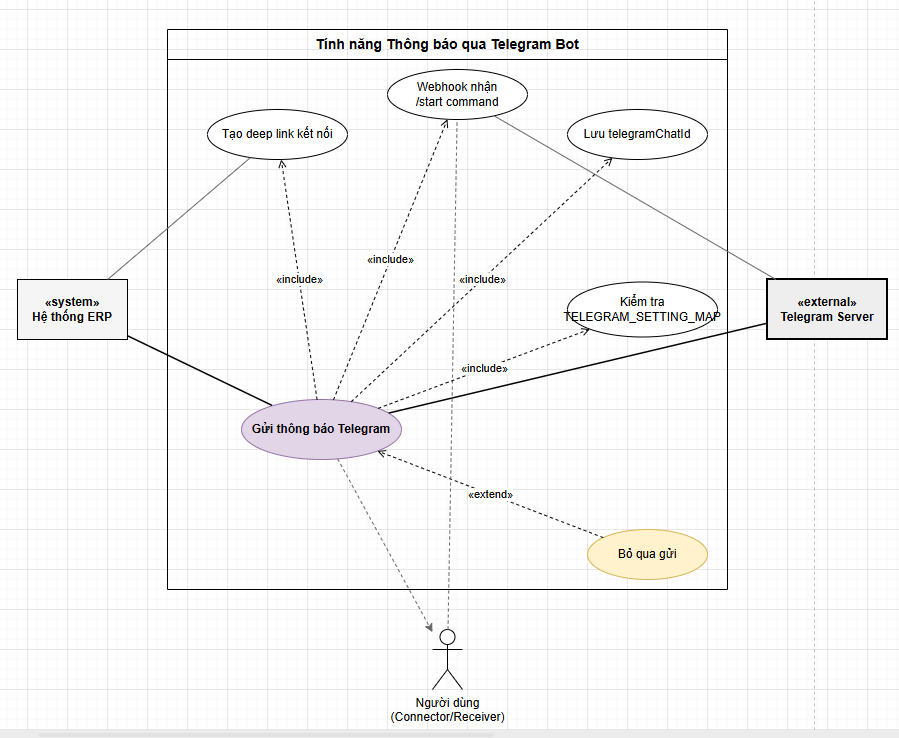 Tính năng Thông báo qua Telegram Bot
Webhook nhận
/start command
Tạo deep link kết nối
Lưu telegramChatId
«include»
«include»
«include»
«system»
Hệ thống ERP
Kiểm tra
TELEGRAM_SETTING_MAP
«external»
Telegram Server
«include»
Gửi thông báo Telegram
«extend»
Bỏ qua gửi
Người dùng
(Connector/Receiver)